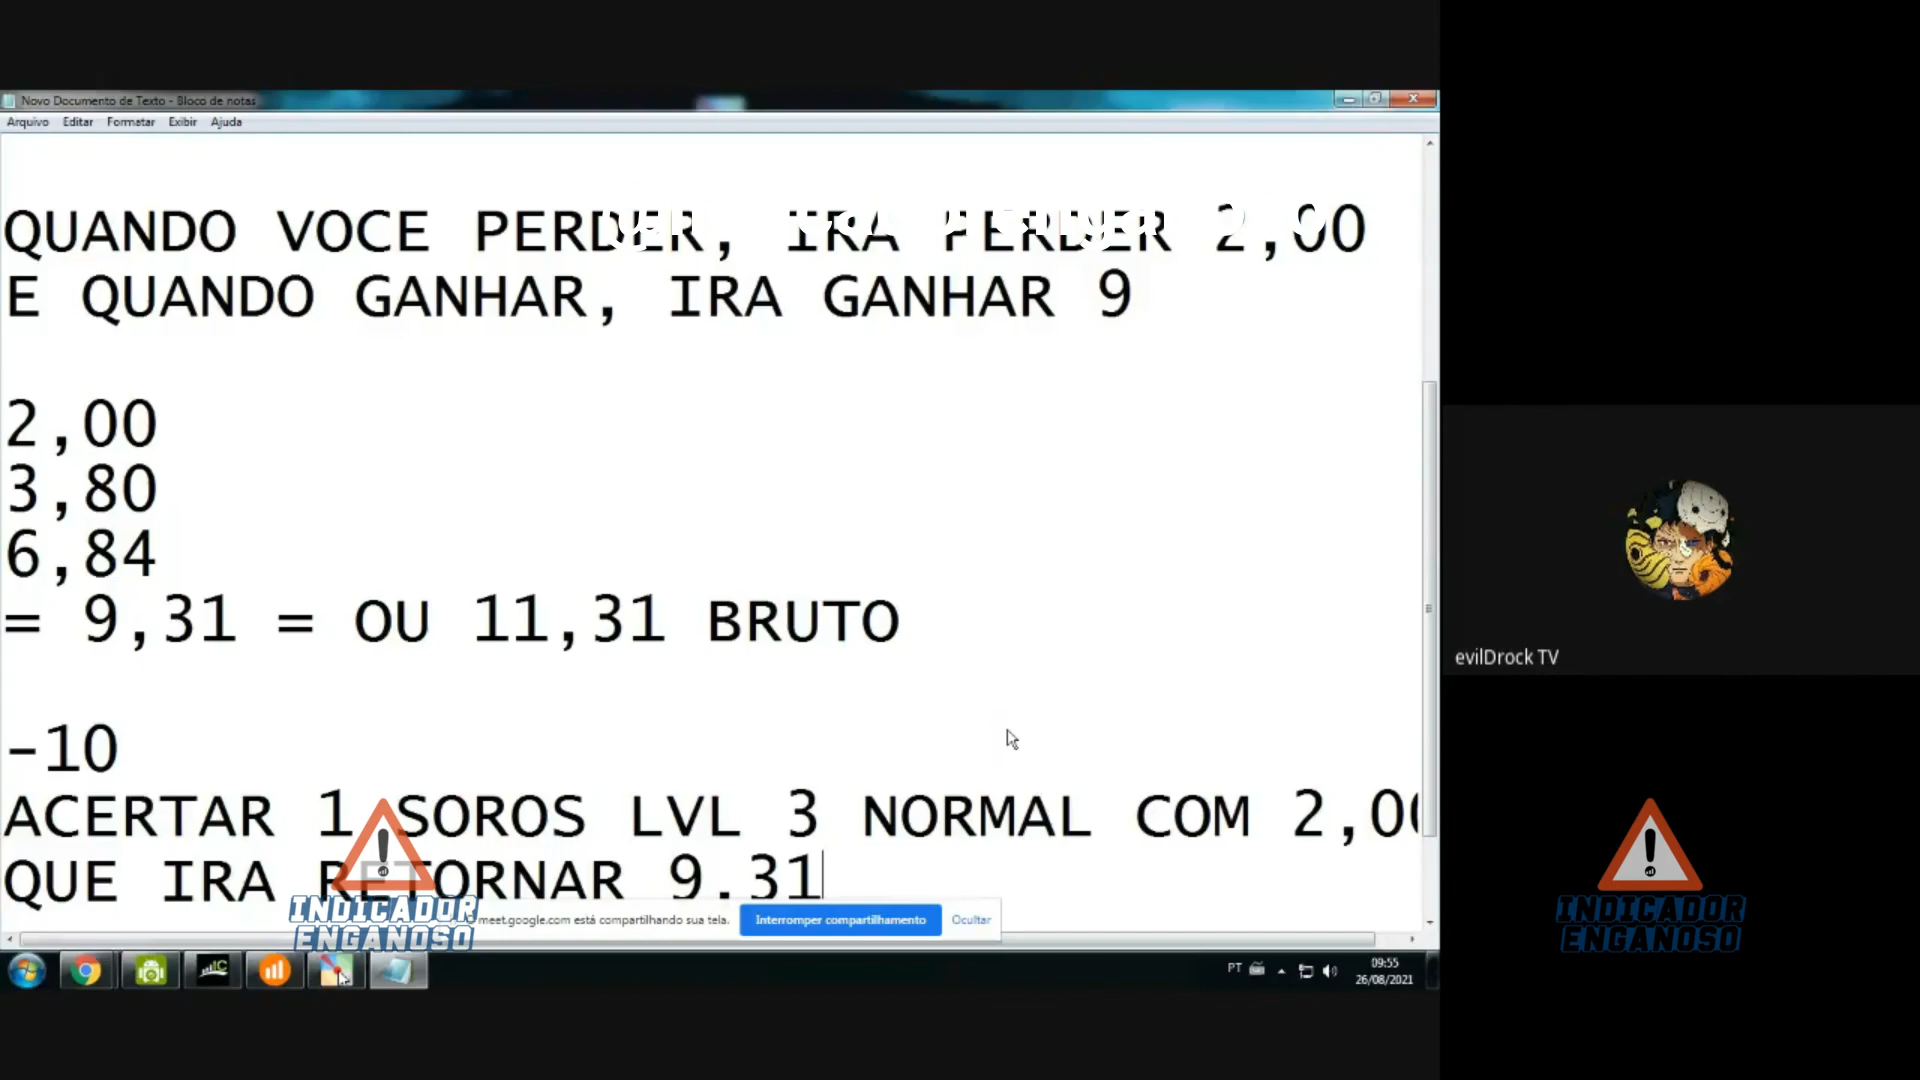 Novo Documento de Texto - Bloco de notas
Arquivo Editar Formatar Exibir Ajuda
QUANDO VOCE PERDER, IRA PERDER 2,00
E QUANDO GANHAR, IRA GANHAR 9
2,00
3,80
6,84
= 9,31 = OU 11,31 BRUTO
-10
ACERTAR 1 SOROS LVL 3 NORMAL COM 2,00
QUE IRA RETORNAR 9.31
meet.google.com está compartilhando sua tela.
Interromper compartilhamento
Ocultar
INDICADOR
ENGANOSO
PT
09:55
26/08/2021
evilDrock TV
INDICADOR
ENGANOSO